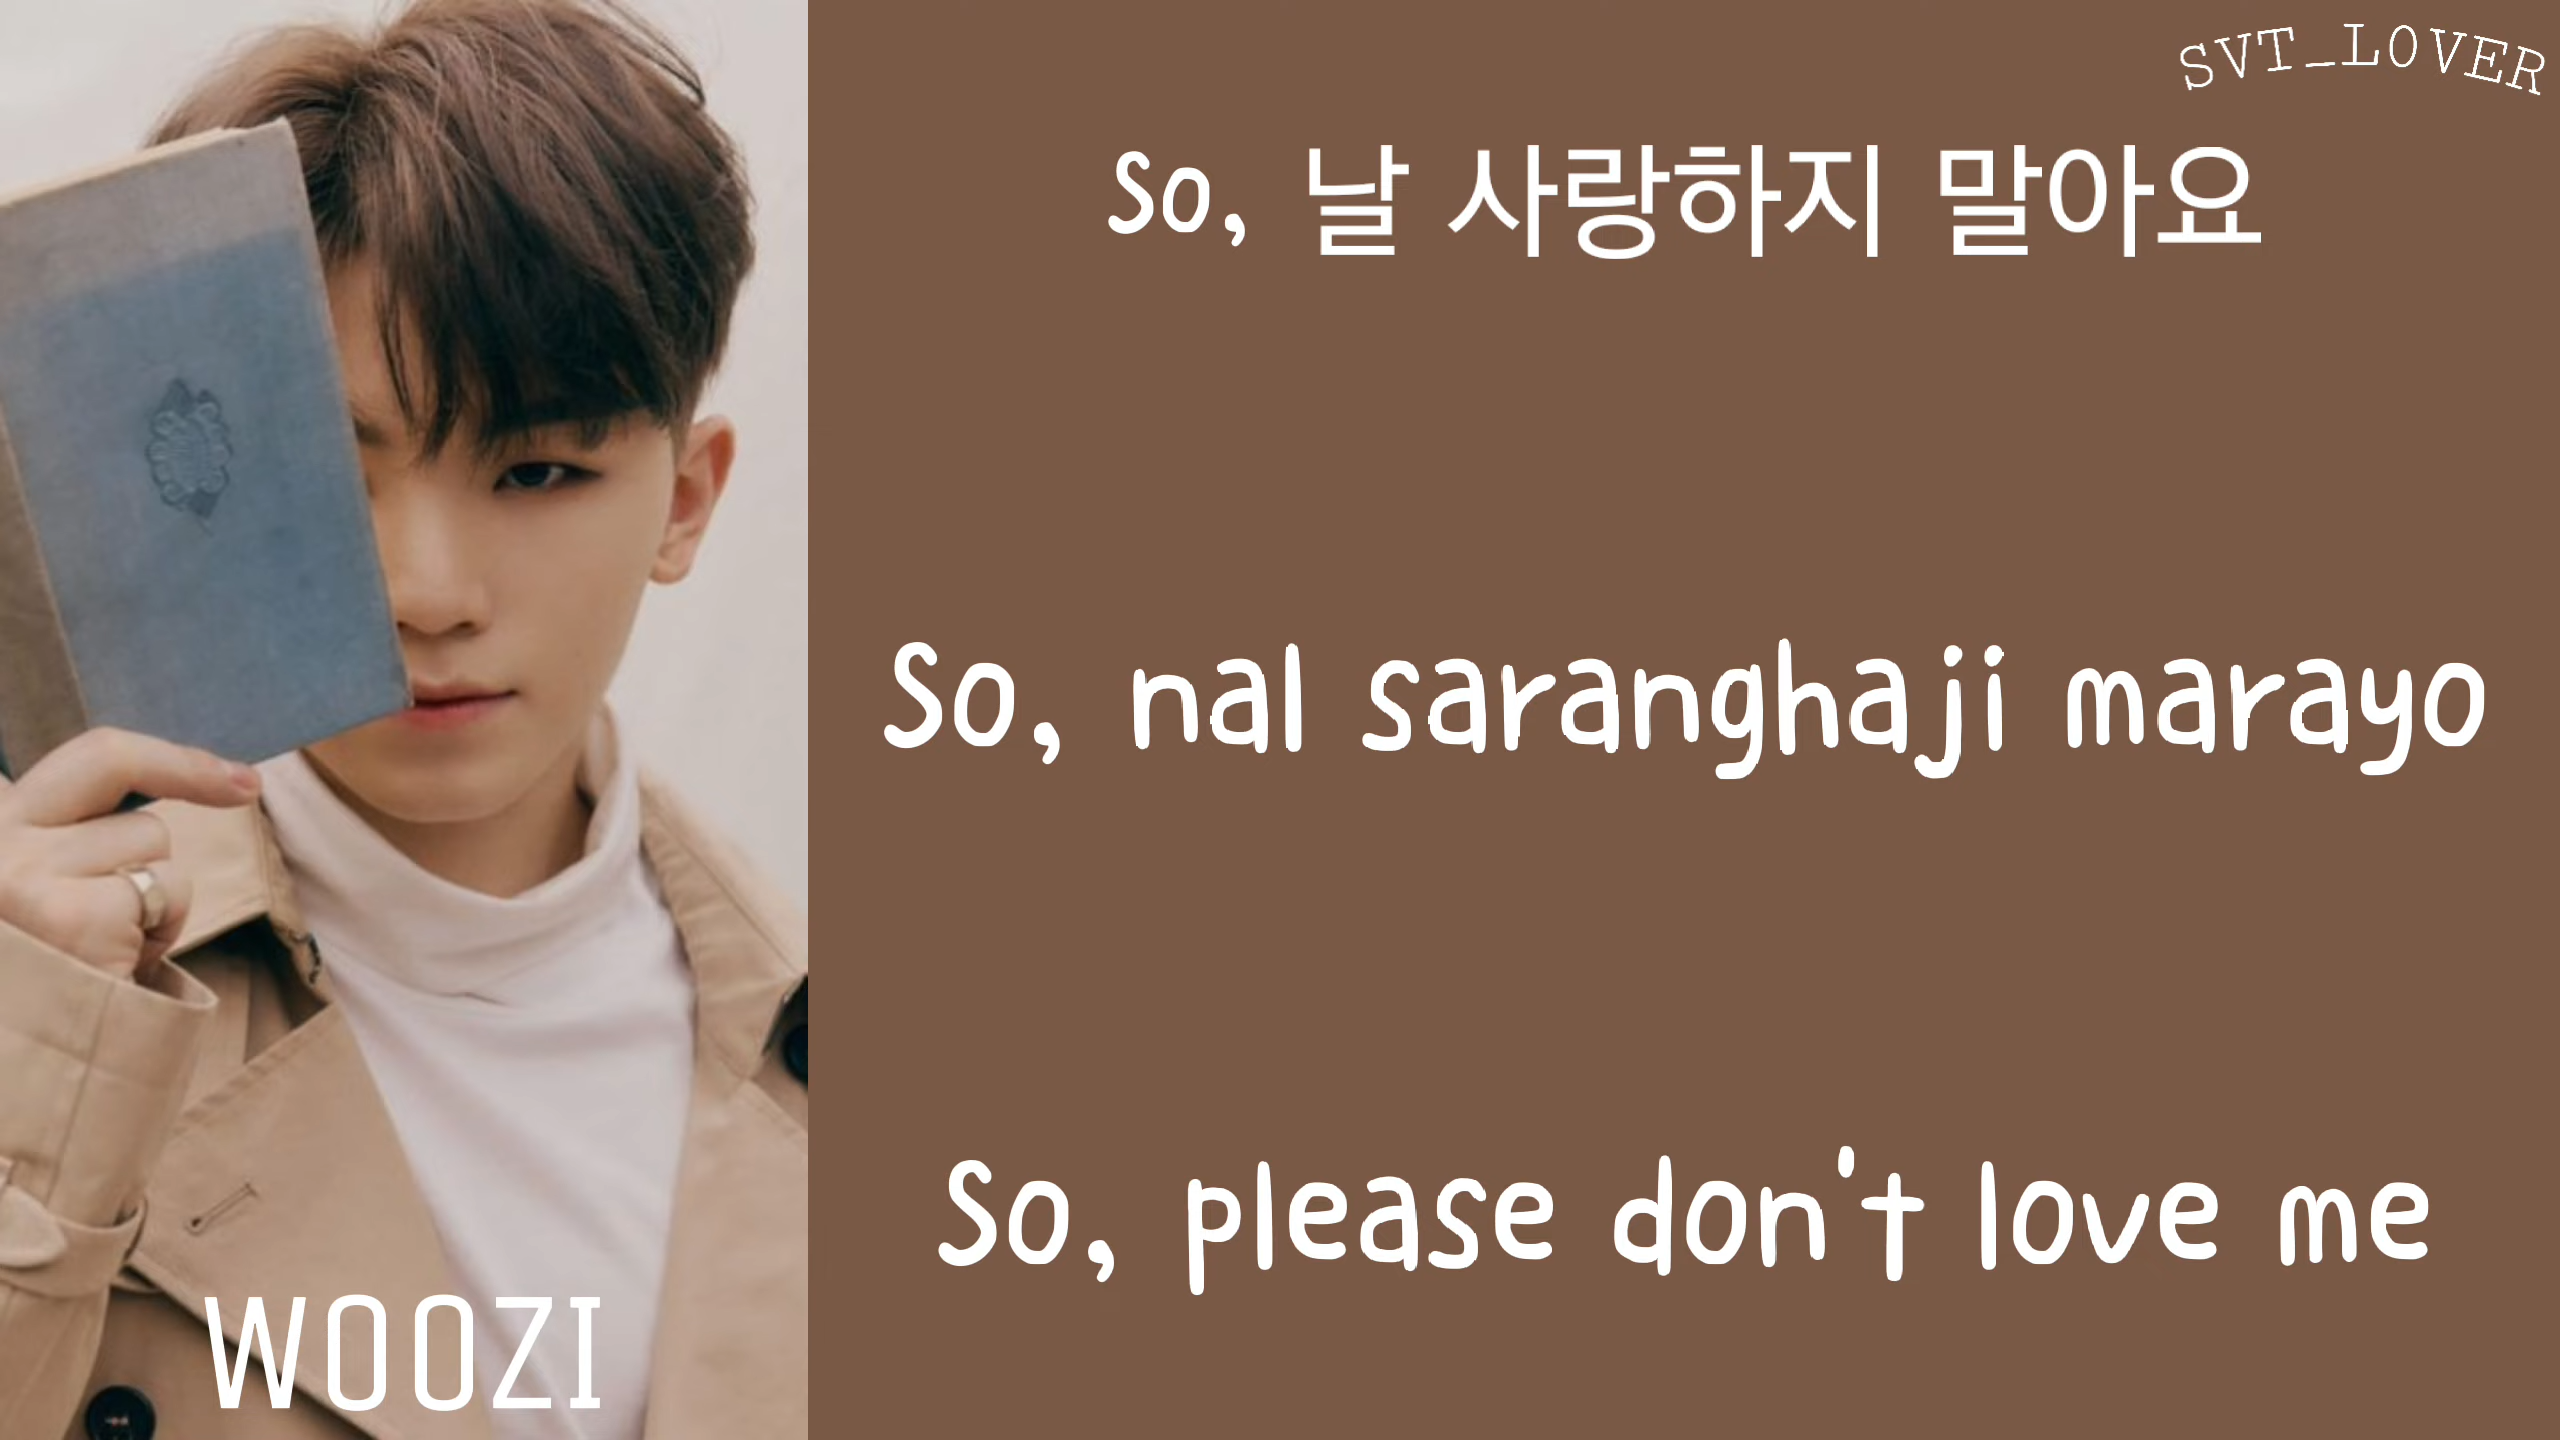 SVT_LOVER
So, 날 사랑하지 말아요
So, nal saranghaji marayo
So, please don't love me
WOOZI